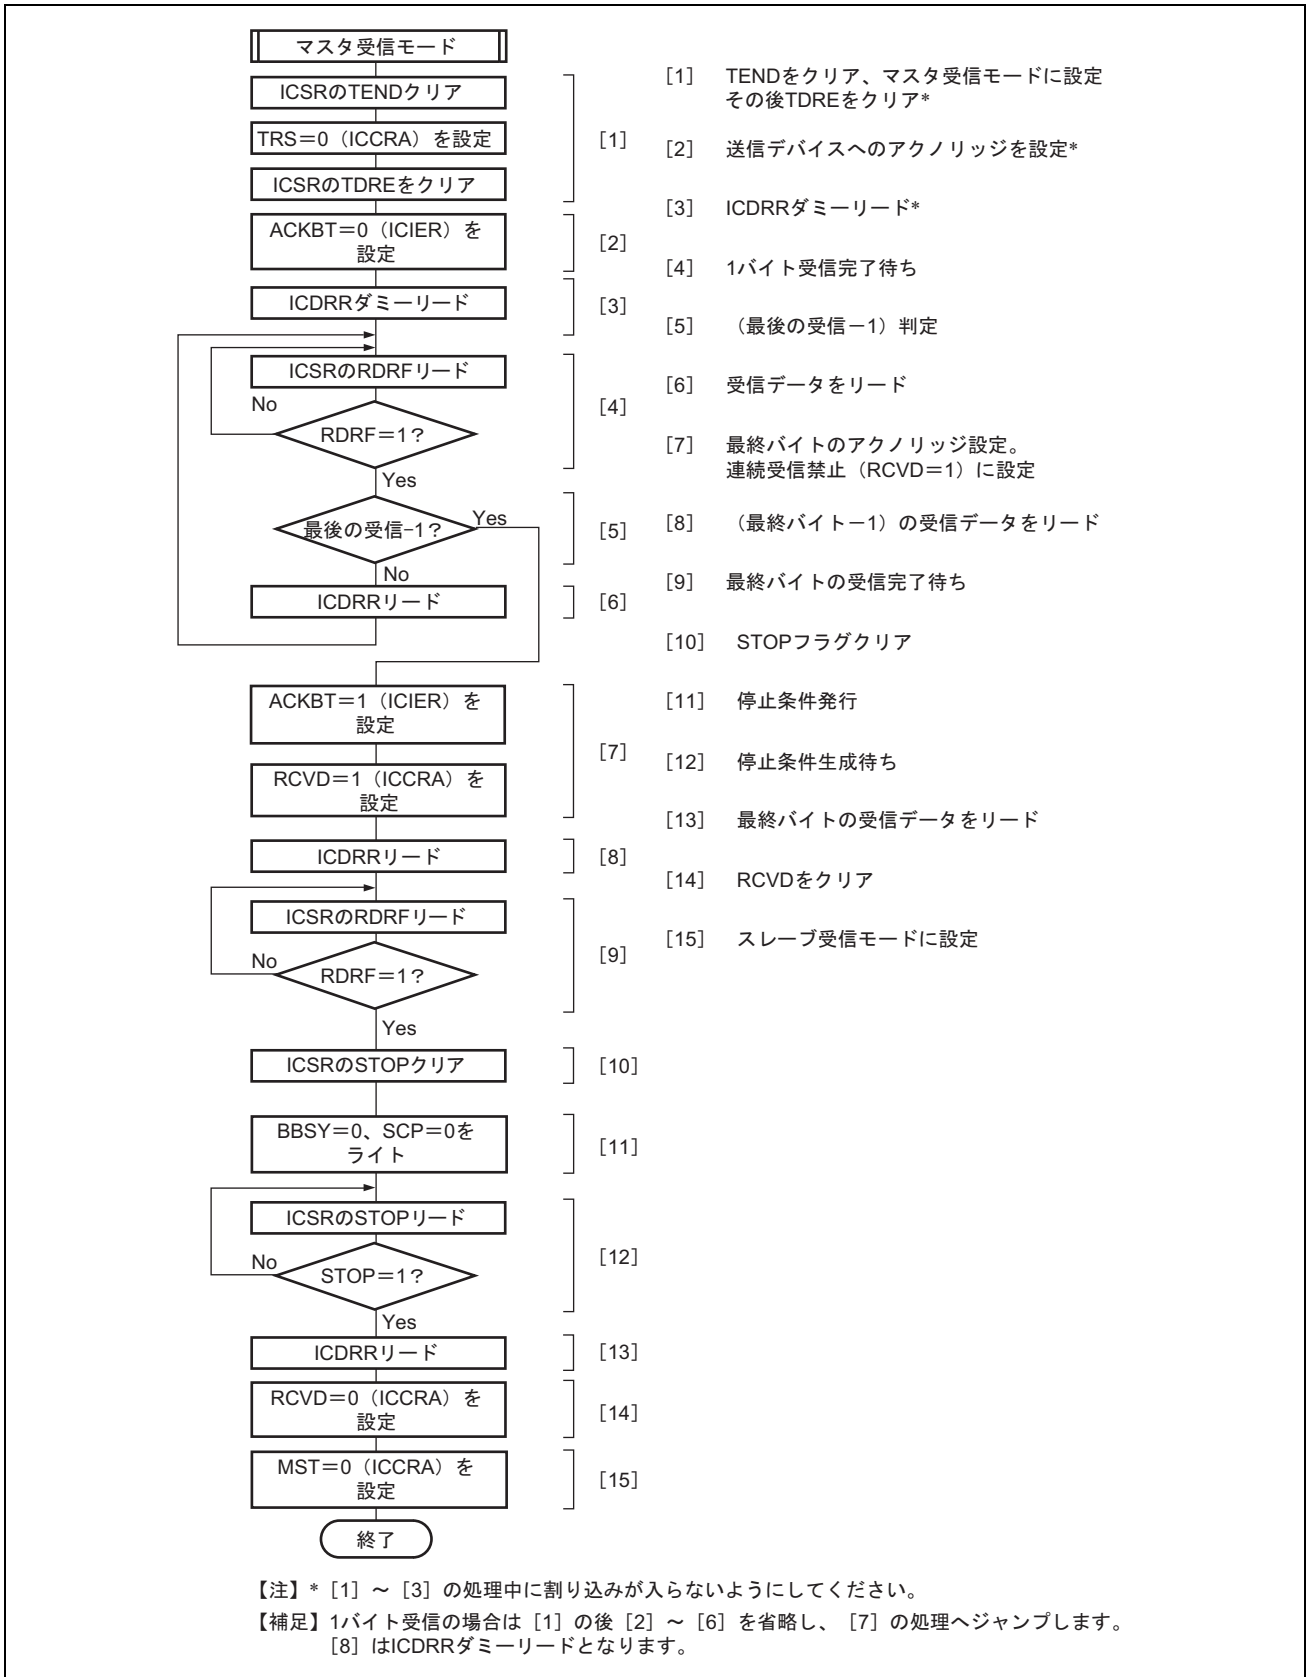 マスタ受信モード
ICSRのTENDクリア
TRS＝0（ICCRA）を設定
ICSRのTDREをクリア
[1]
ACKBT＝0（ICIER）を
設定
[2]
ICDRRダミーリード
[3]
ICSRのRDRFリード
No
RDRF＝1？
[4]
Yes
最後の受信−1？
Yes
[5]
No
ICDRRリード
[6]
ACKBT＝1（ICIER）を
設定
RCVD＝1（ICCRA）を
設定
[7]
ICDRRリード
[8]
ICSRのRDRFリード
No
RDRF＝1？
[9]
Yes
ICSRのSTOPクリア
[10]
BBSY＝0、SCP＝0を
ライト
[11]
ICSRのSTOPリード
No
STOP＝1？
[12]
Yes
ICDRRリード
[13]
RCVD＝0（ICCRA）を
設定
[14]
MST＝0（ICCRA）を
設定
[15]
終了
[1] TENDをクリア、マスタ受信モードに設定
その後TDREをクリア*
[2] 送信デバイスへのアクノリッジを設定*
[3] ICDRRダミーリード*
[4] 1バイト受信完了待ち
[5] （最後の受信−1）判定
[6] 受信データをリード
[7] 最終バイトのアクノリッジ設定。
連続受信禁止（RCVD＝1）に設定
[8] （最終バイト−1）の受信データをリード
[9] 最終バイトの受信完了待ち
[10] STOPフラグクリア
[11] 停止条件発行
[12] 停止条件生成待ち
[13] 最終バイトの受信データをリード
[14] RCVDをクリア
[15] スレーブ受信モードに設定
【注】* [1] ～ [3] の処理中に割り込みが入らないようにしてください。
【補足】1バイト受信の場合は [1] の後 [2] ～ [6] を省略し、 [7] の処理へジャンプします。
[8] はICDRRダミーリードとなります。